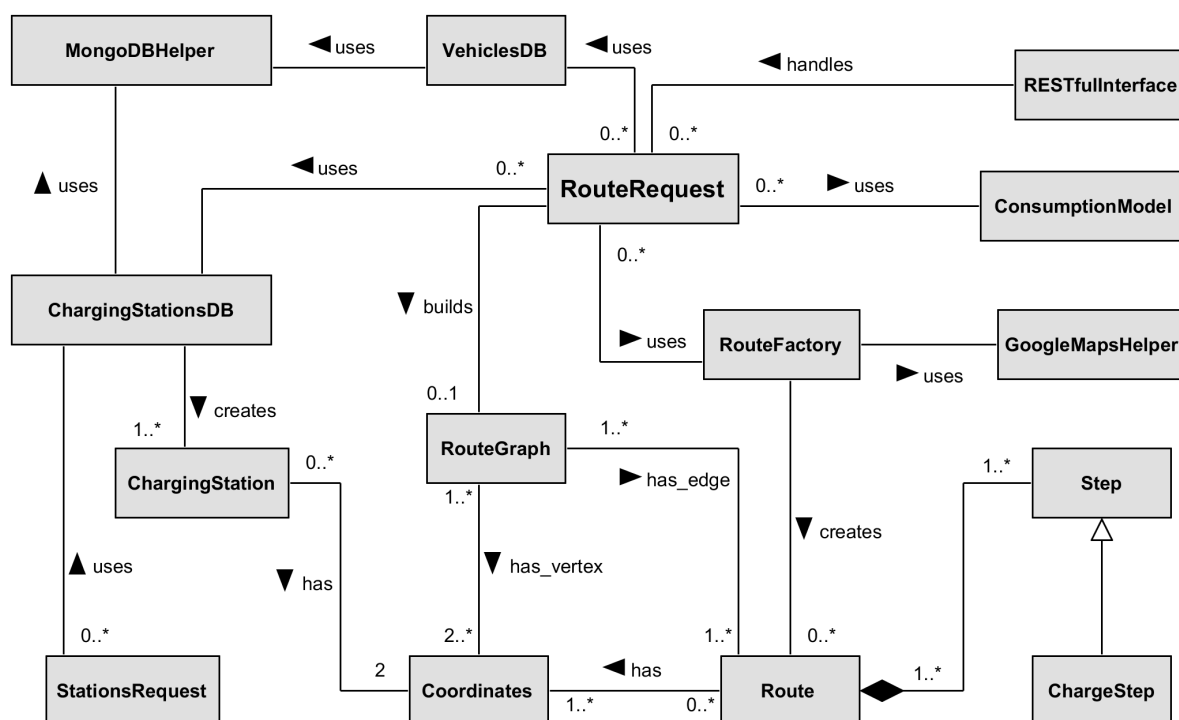 MongoDBHelper
uses
VehiclesDB
uses
handles
RESTfulInterface
0..*
0..*
uses
0..*
RouteRequest
0..*
uses
ConsumptionModel
uses
0..*
ChargingStationsDB
builds
uses
RouteFactory
GoogleMapsHelper
uses
creates
0..1
1..*
RouteGraph
1..*
ChargingStation
0..*
1..*
has_edge
1..*
Step
creates
uses
has
has_vertex
0..*
2..*
1..*
0..*
StationsRequest
2
Coordinates
has
1..*
0..*
Route
1..*
ChargeStep